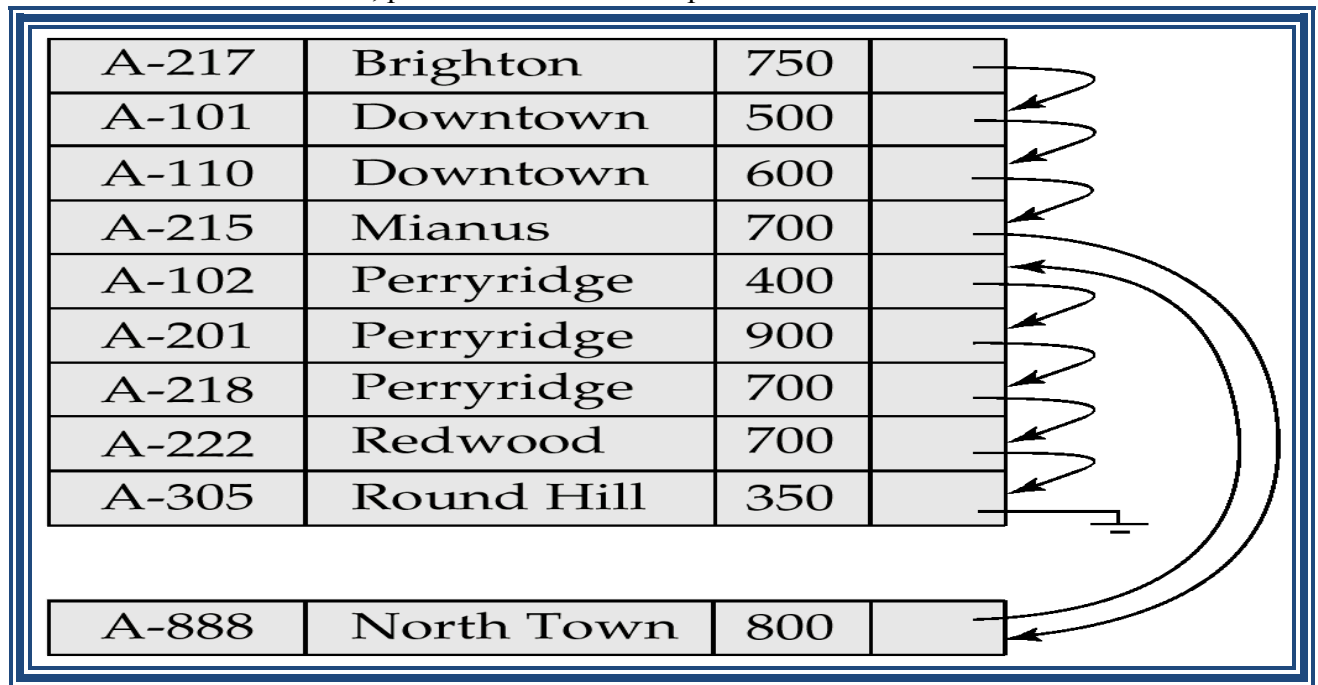 A-217 Brighton 750
A-101 Downtown 500
A-110 Downtown 600
A-215 Mianus 700
A-102 Perryridge 400
A-201 Perryridge 900
A-218 Perryridge 700
A-222 Redwood 700
A-305 Round Hill 350
A-888 North Town 800